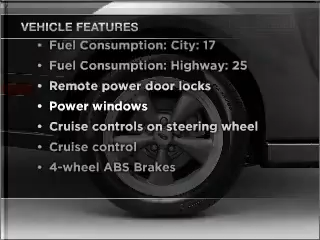 VEHICLE FEATURES
• Fuel Consumption: City: 17
• Fuel Consumption: Highway: 25
• Remote power door locks
• Power windows
• Cruise controls on steering wheel
• Cruise control
• 4-wheel ABS Brakes